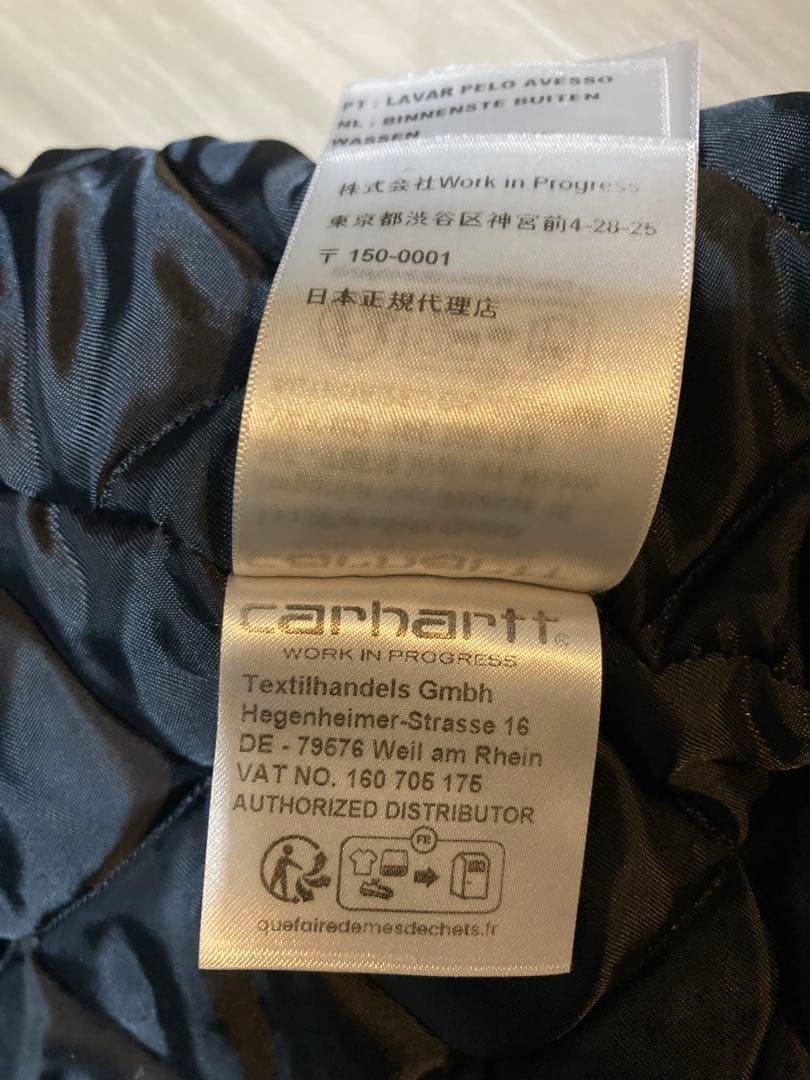 PT : LAVAR PELO AVESSO
NL : BINNENSTE BUITEN
WASSEN
株式会社Work in Progress
東京都渋谷区神宮前4-28-25
〒 150-0001
日本正規代理店
carhartt®
WORK IN PROGRESS
Textilhandels Gmbh
Hegenheimer-Strasse 16
DE - 79576 Weil am Rhein
VAT NO. 160 705 175
AUTHORIZED DISTRIBUTOR
FR
quefairedemesdechets.fr